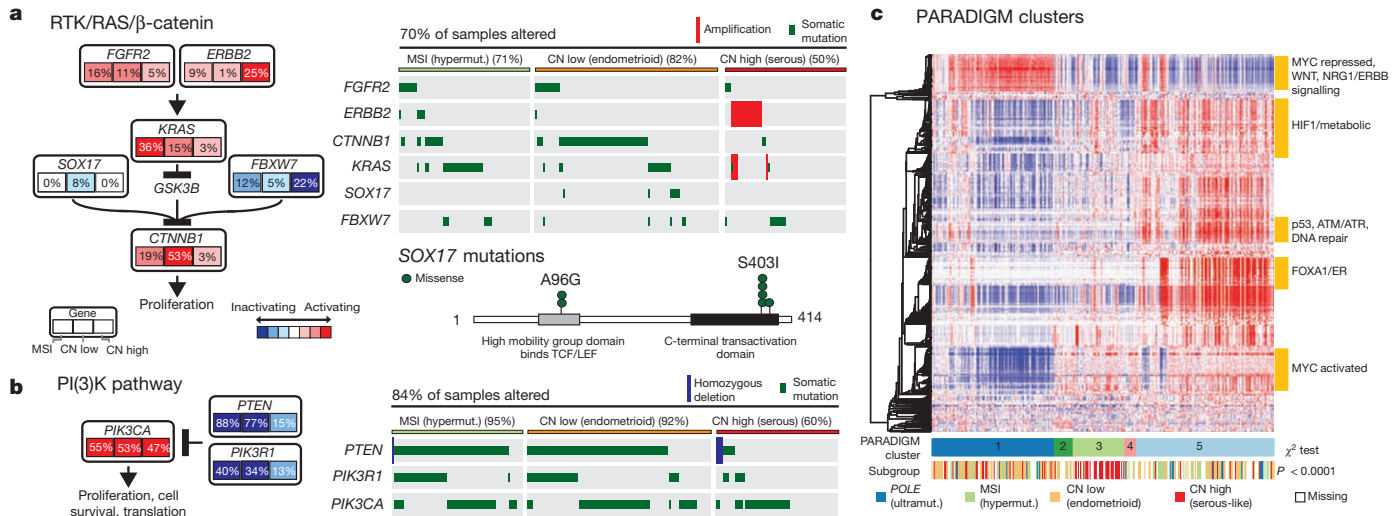 a
RTK/RAS/β-catenin
FGFR2
16% 11% 5%
ERBB2
9% 1% 25%
KRAS
36% 15% 3%
SOX17
0% 8% 0%
GSK3B
FBXW7
12% 5% 22%
CTNNB1
19% 53% 3%
Proliferation
Gene
MSI CN low CN high
Inactivating Activating
70% of samples altered
Amplification
Somatic
mutation
MSI (hypermut.) (71%)
CN low (endometrioid) (82%)
CN high (serous) (50%)
FGFR2
ERBB2
CTNNB1
KRAS
SOX17
FBXW7
SOX17 mutations
Missense
A96G
S403I
1
414
High mobility group domain
binds TCF/LEF
C-terminal transactivation
domain
b
PI(3)K pathway
PIK3CA
55% 53% 47%
PTEN
88% 77% 15%
PIK3R1
40% 34% 13%
Proliferation, cell
survival, translation
84% of samples altered
Homozygous
deletion
Somatic
mutation
MSI (hypermut.) (95%)
CN low (endometrioid) (92%)
CN high (serous) (60%)
PTEN
PIK3R1
PIK3CA
c
PARADIGM clusters
MYC repressed,
WNT, NRG1/ERBB
signalling
HIF1/metabolic
p53, ATM/ATR,
DNA repair
FOXA1/ER
MYC activated
PARADIGM
cluster
1 2 3 4 5
χ2 test
Subgroup
P < 0.0001
POLE
(ultramut.)
MSI
(hypermut.)
CN low
(endometrioid)
CN high
(serous-like)
Missing